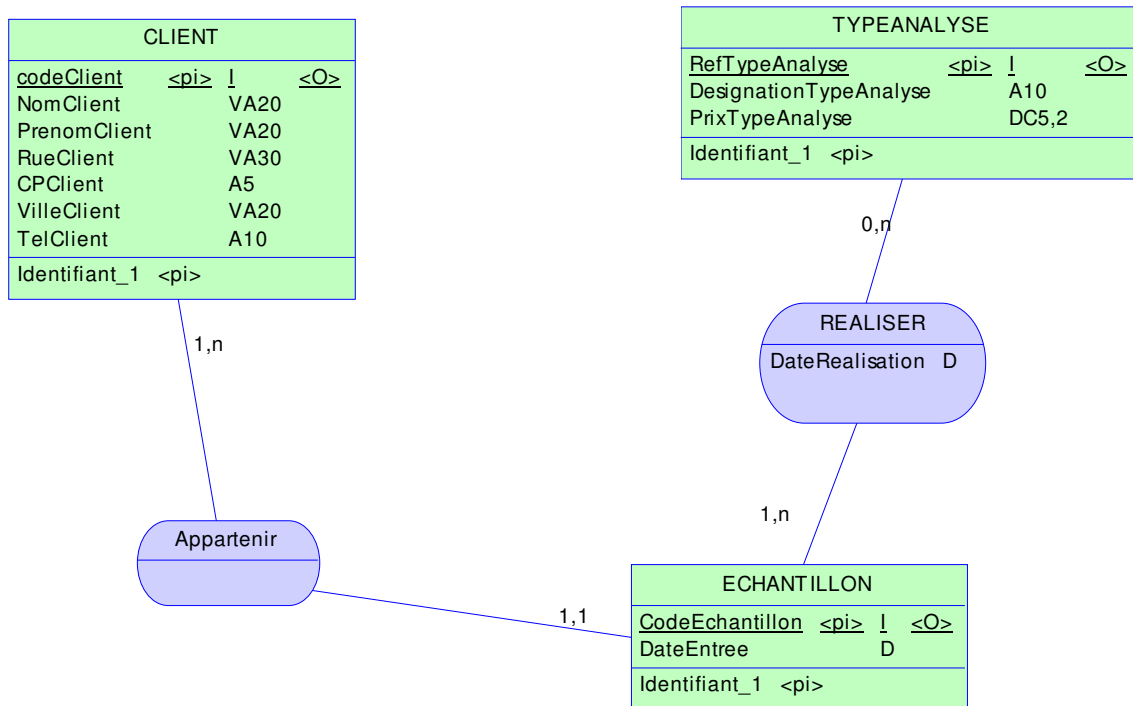 CLIENT
codeClient <pi> I <O>
NomClient VA20
PrenomClient VA20
RueClient VA30
CPClient A5
VilleClient VA20
TelClient A10
Identifiant_1 <pi>
TYPEANALYSE
RefTypeAnalyse <pi> I <O>
DesignationTypeAnalyse A10
PrixTypeAnalyse DC5,2
Identifiant_1 <pi>
0,n
REALISER
DateRealisation D
1,n
1,n
Appartenir
1,1
ECHANTILLON
CodeEchantillon <pi> I <O>
DateEntree D
Identifiant_1 <pi>